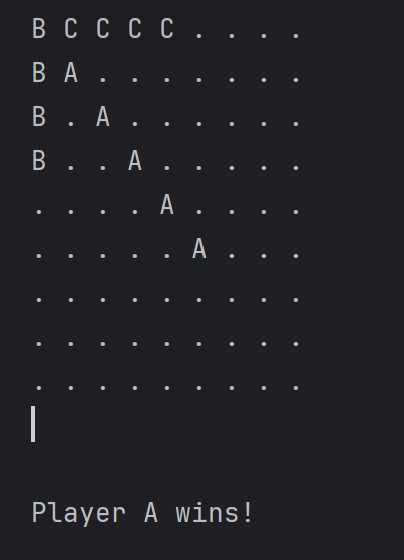 B C C C C . . . .
B A . . . . . . .
B . A . . . . . .
B . . A . . . . .
. . . . A . . . .
. . . . . A . . .
. . . . . . . . .
. . . . . . . . .
. . . . . . . . .
Player A wins!